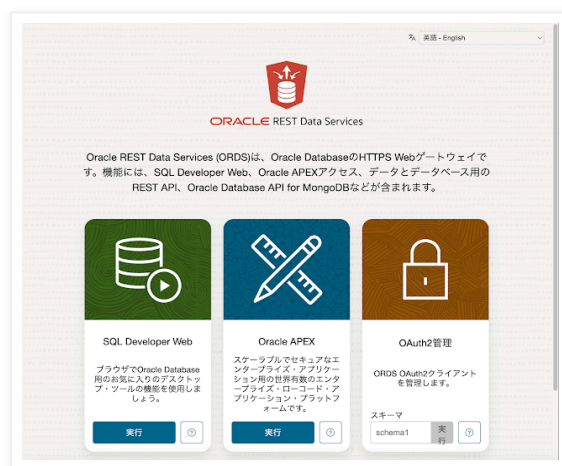 英語 - English
ORACLE REST Data Services
Oracle REST Data Services (ORDS)は、Oracle DatabaseのHTTPS Webゲートウェイで
す。機能には、SQL Developer Web、Oracle APEXアクセス、データとデータベース用の
REST API、Oracle Database API for MongoDBなどが含まれます。
SQL Developer Web
ブラウザでOracle Database
用のお気に入りのデスクトッ
プ・ツールの機能を使用しま
しょう。
実行
?
Oracle APEX
スケーラブルでセキュアなエ
ンタープライズ・アプリケー
ション用の世界有数のエンタ
ープライズ・ローコード・ア
プリケーション・プラットフ
ォームです。
実行
?
OAuth2管理
ORDS OAuth2クライアント
を管理します。
スキーマ
schema1
実
行
?